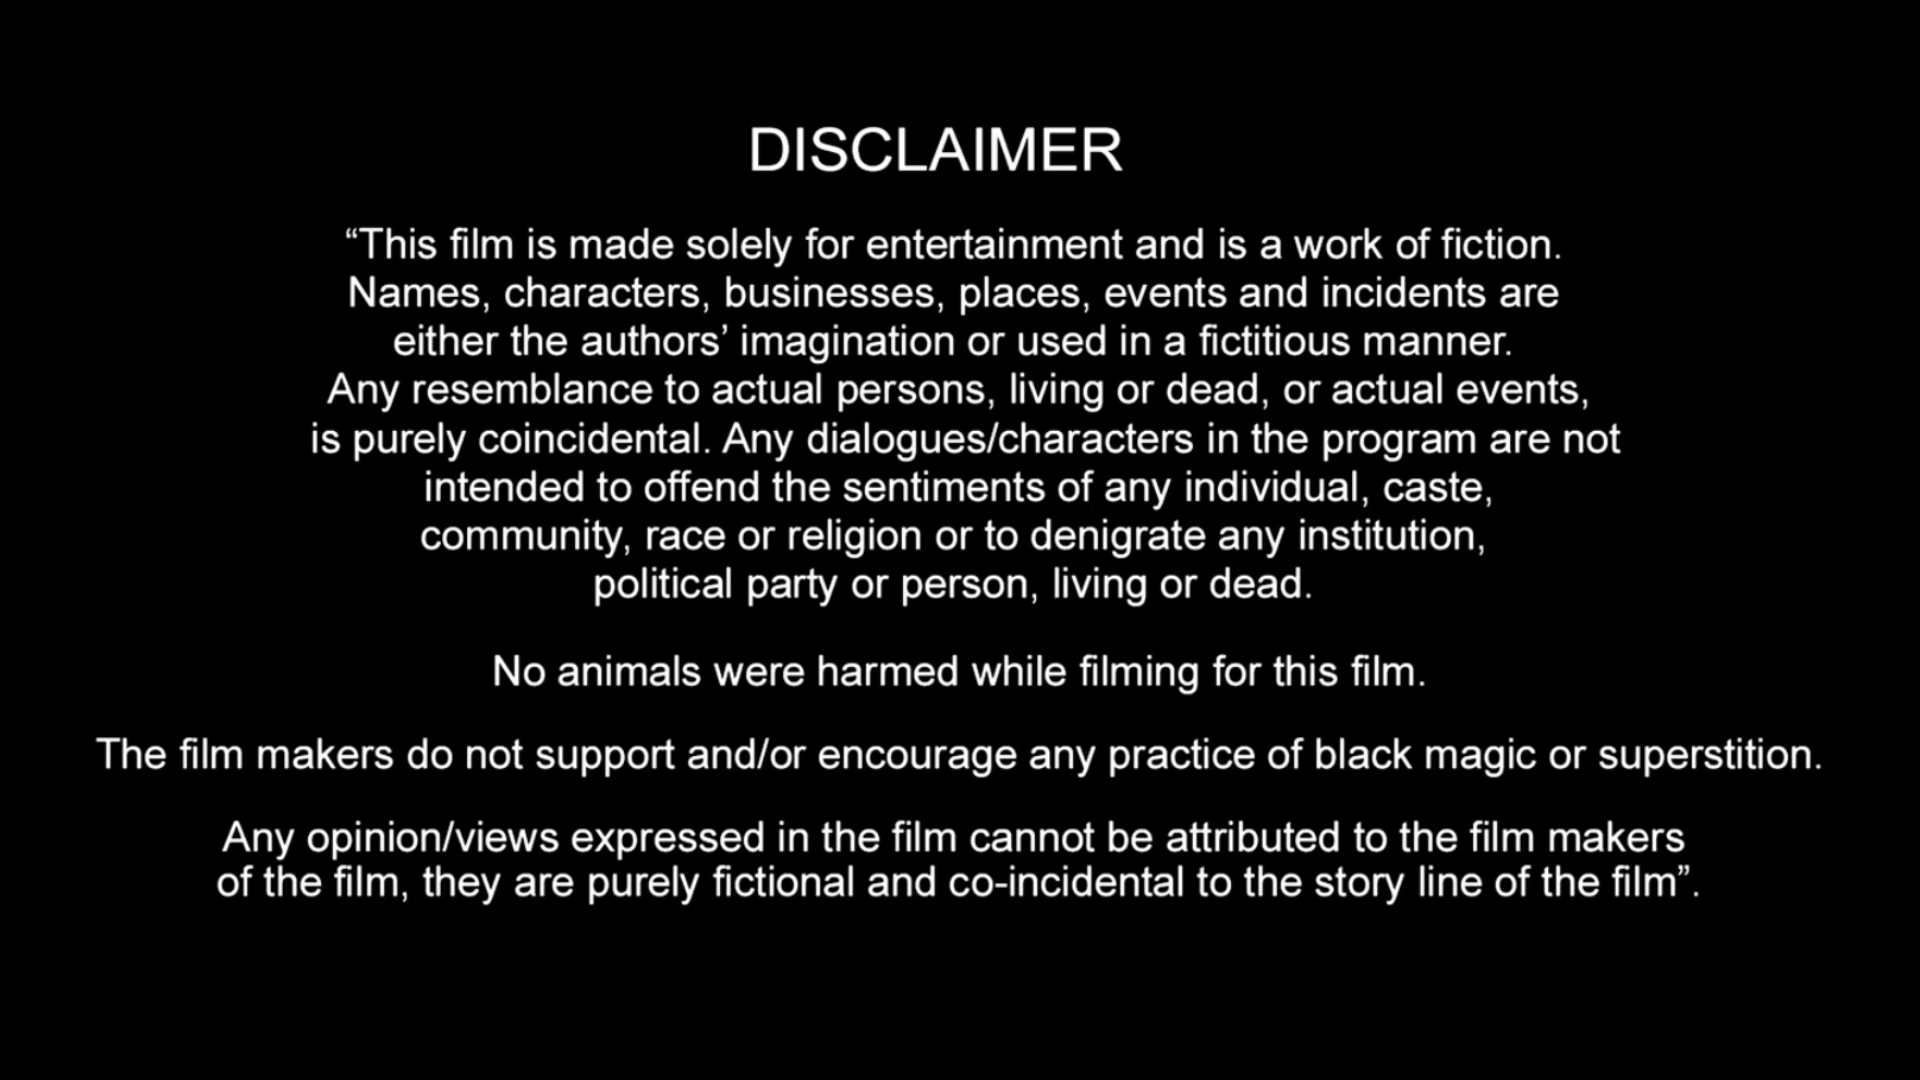 DISCLAIMER
“This film is made solely for entertainment and is a work of fiction.
Names, characters, businesses, places, events and incidents are
either the authors’ imagination or used in a fictitious manner.
Any resemblance to actual persons, living or dead, or actual events,
is purely coincidental. Any dialogues/characters in the program are not
intended to offend the sentiments of any individual, caste,
community, race or religion or to denigrate any institution,
political party or person, living or dead.
No animals were harmed while filming for this film.
The film makers do not support and/or encourage any practice of black magic or superstition.
Any opinion/views expressed in the film cannot be attributed to the film makers
of the film, they are purely fictional and co-incidental to the story line of the film”.